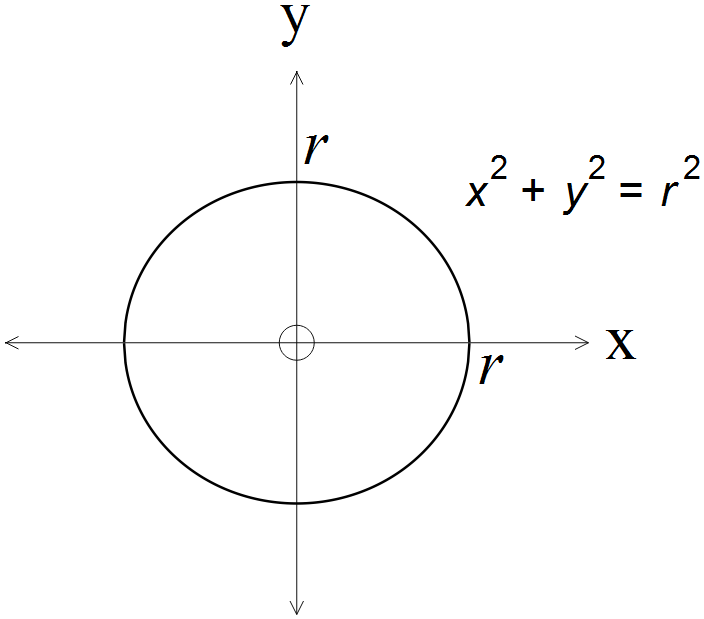 y
r
x² + y² = r²
x
r